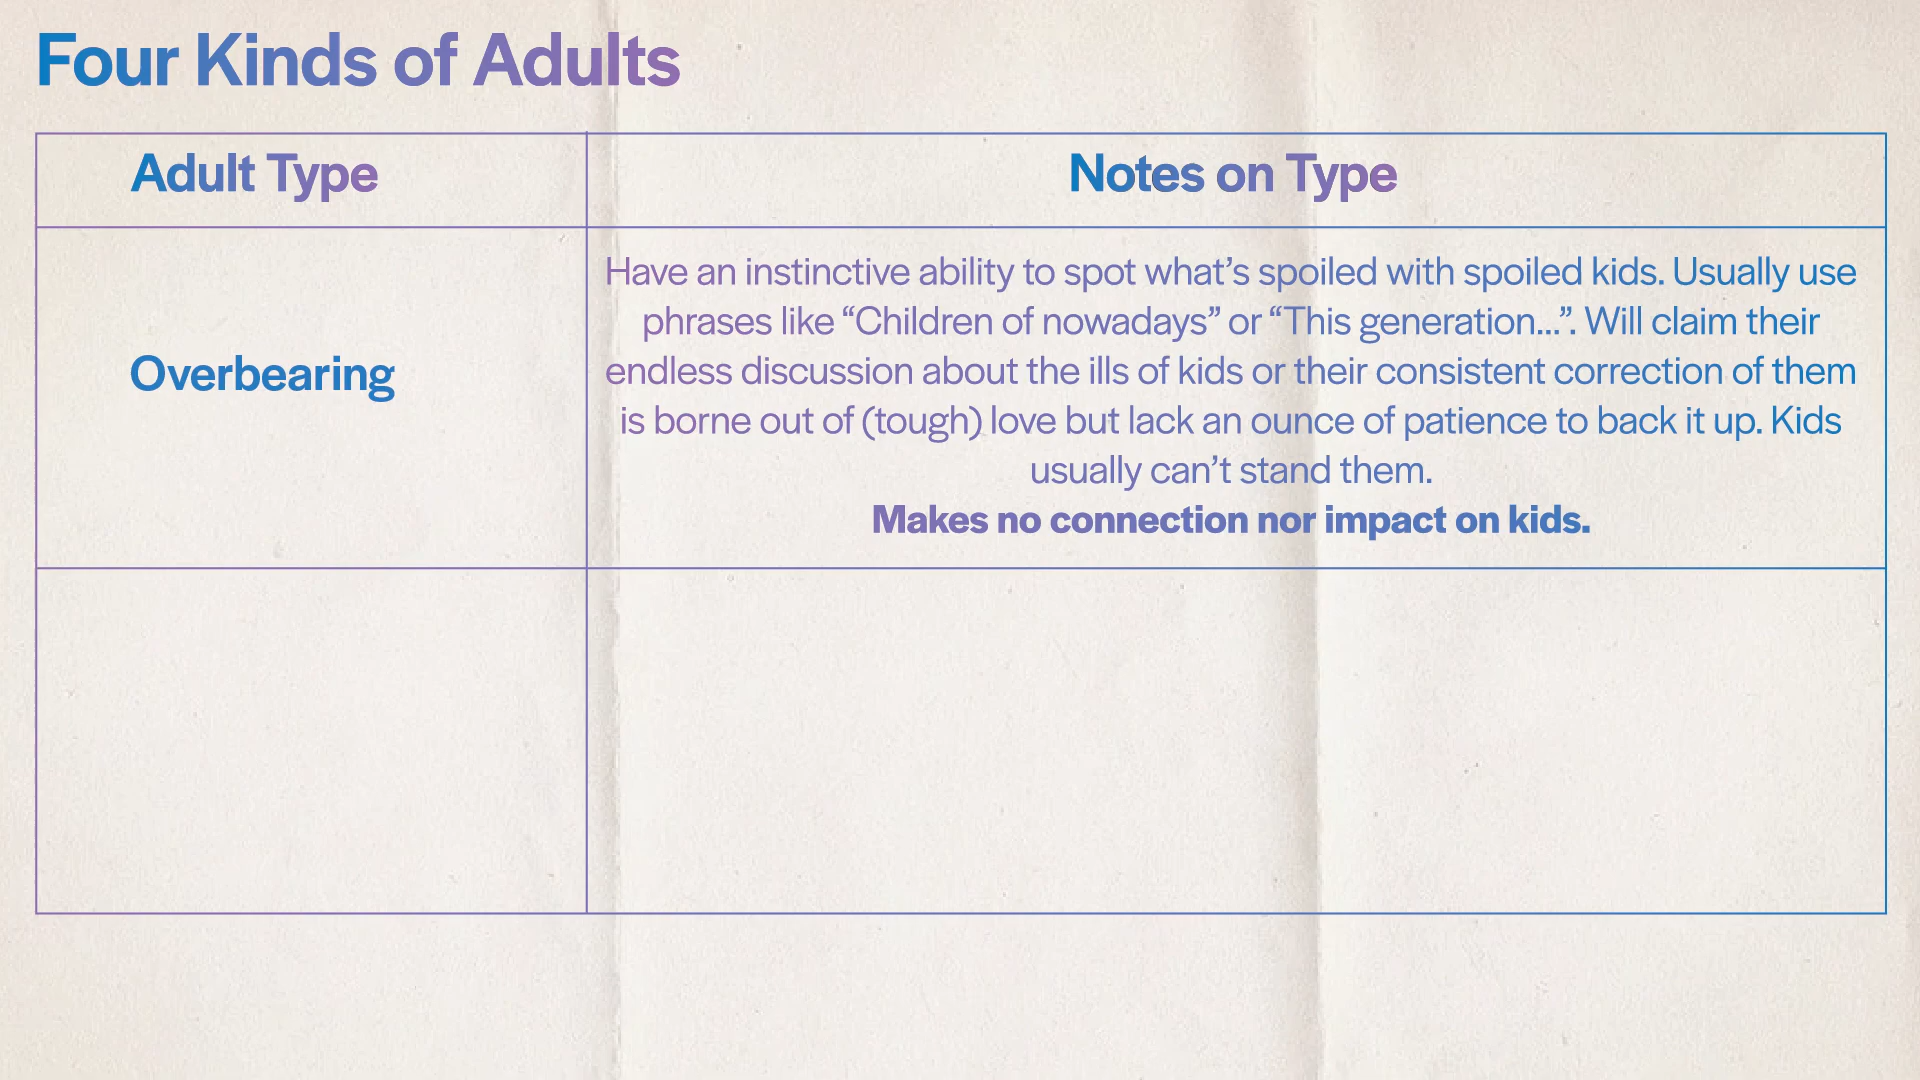 Four Kinds of Adults
Adult Type
Notes on Type
Overbearing
Have an instinctive ability to spot what’s spoiled with spoiled kids. Usually use
phrases like “Children of nowadays” or “This generation...”. Will claim their
endless discussion about the ills of kids or their consistent correction of them
is borne out of (tough) love but lack an ounce of patience to back it up. Kids
usually can’t stand them.
Makes no connection nor impact on kids.